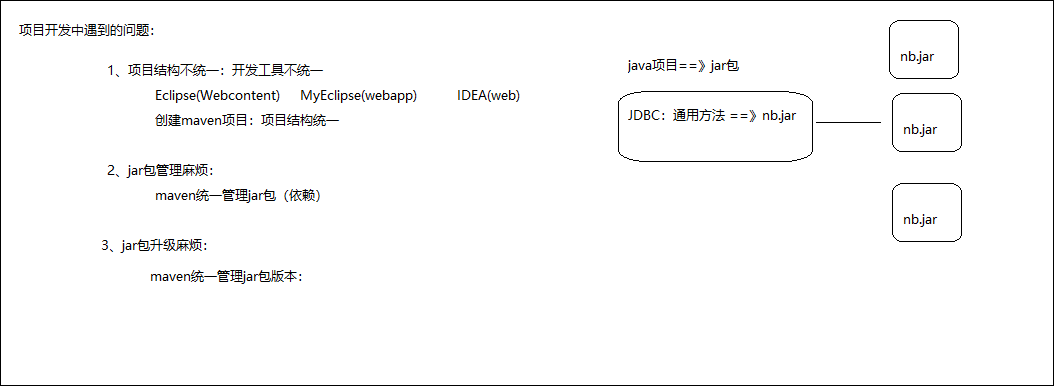 项目开发中遇到的问题：
1、项目结构不统一：开发工具不统一
Eclipse(Webcontent) MyEclipse(webapp) IDEA(web)
创建maven项目：项目结构统一
2、jar包管理麻烦：
maven统一管理jar包（依赖）
3、jar包升级麻烦：
maven统一管理jar包版本：
java项目==》jar包
JDBC：通用方法 ==》nb.jar
nb.jar
nb.jar
nb.jar